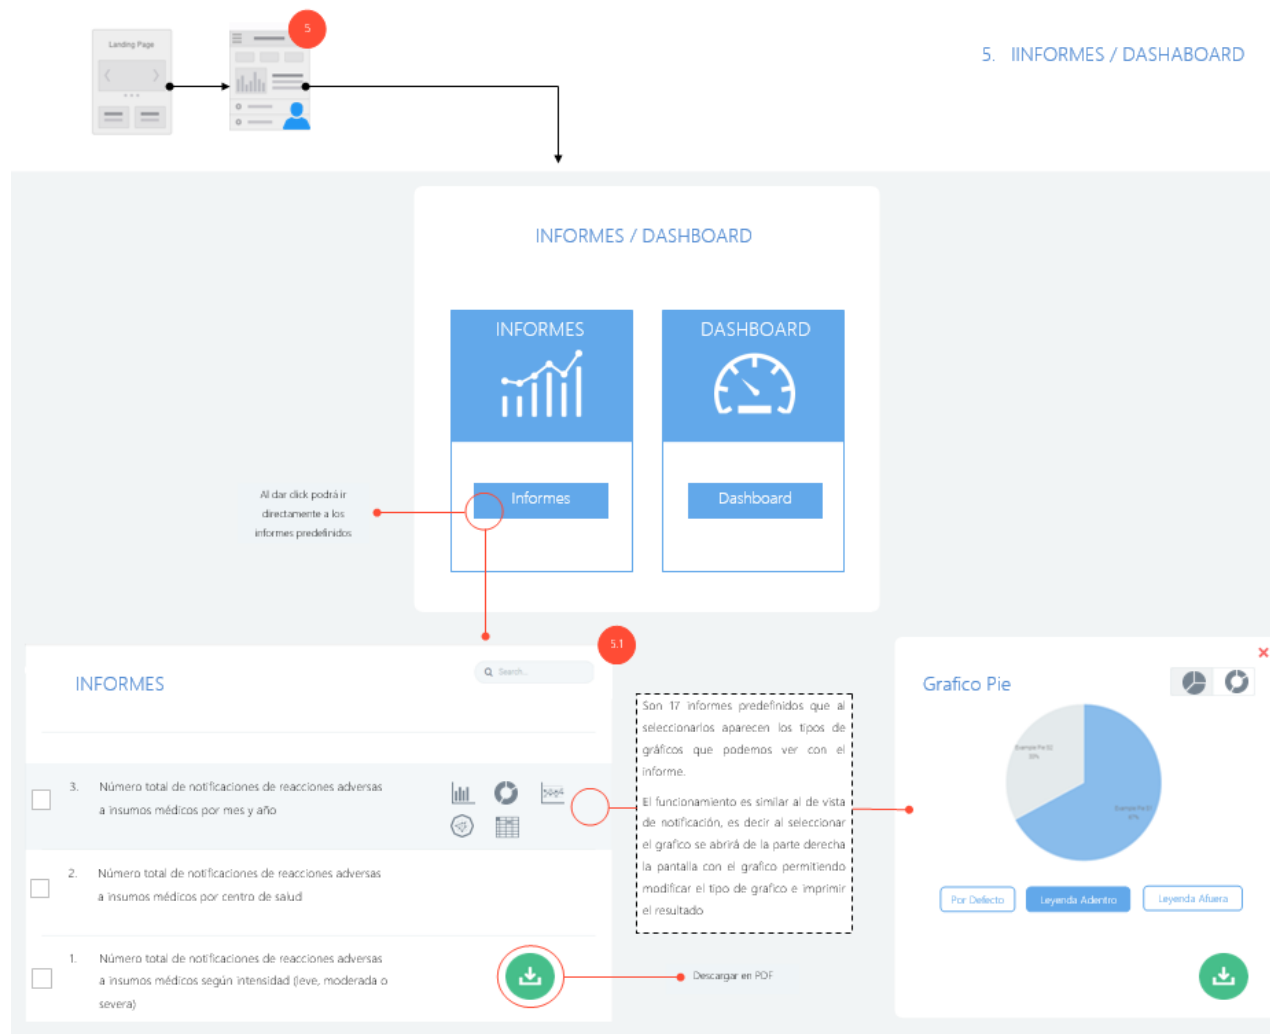 Landing Page
5
5. IINFORMES / DASHABOARD
INFORMES / DASHBOARD
INFORMES
DASHBOARD
Informes
Dashboard
Al dar click podrá ir
directamente a los
informes predefinidos
5.1
INFORMES
Search...
3. Número total de notificaciones de reacciones adversas
a insumos médicos por mes y año
2. Número total de notificaciones de reacciones adversas
a insumos médicos por centro de salud
1. Número total de notificaciones de reacciones adversas
a insumos médicos según intensidad (leve, moderada o
severa)
Son 17 informes predefinidos que al
seleccionarlos aparecen los tipos de
gráficos que podemos ver con el
informe.
El funcionamiento es similar al de vista
de notificación, es decir al seleccionar
el grafico se abrirá de la parte derecha
la pantalla con el grafico permitiendo
modificar el tipo de grafico e imprimir
el resultado
Descargar en PDF
Grafico Pie
Por Defecto
Leyenda Adentro
Leyenda Afuera